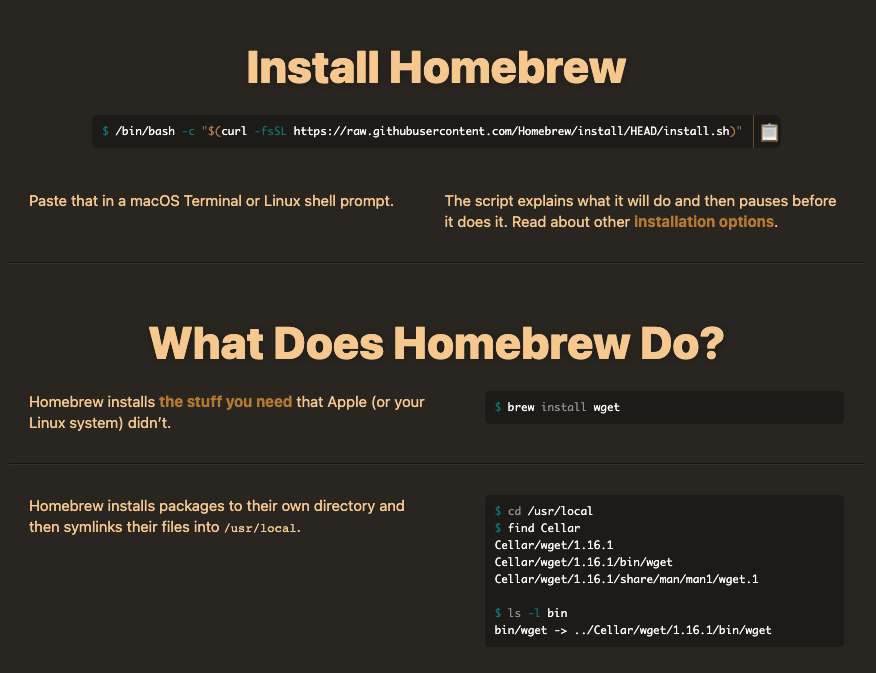 Install Homebrew
$ /bin/bash -c "$(curl -fsSL https://raw.githubusercontent.com/Homebrew/install/HEAD/install.sh)"
Paste that in a macOS Terminal or Linux shell prompt.
The script explains what it will do and then pauses before
it does it. Read about other installation options.
What Does Homebrew Do?
Homebrew installs the stuff you need that Apple (or your
Linux system) didn’t.
$ brew install wget
Homebrew installs packages to their own directory and
then symlinks their files into /usr/local.
$ cd /usr/local
$ find Cellar
Cellar/wget/1.16.1
Cellar/wget/1.16.1/bin/wget
Cellar/wget/1.16.1/share/man/man1/wget.1
$ ls -l bin
bin/wget -> ../Cellar/wget/1.16.1/bin/wget